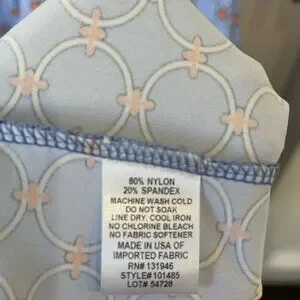 80% NYLON
20% SPANDEX
MACHINE WASH COLD
DO NOT SOAK
LINE DRY, COOL IRON
NO CHLORINE BLEACH
NO FABRIC SOFTENER
MADE IN USA OF
IMPORTED FABRIC
RN# 131946
STYLE# 101485
LOT# 54728